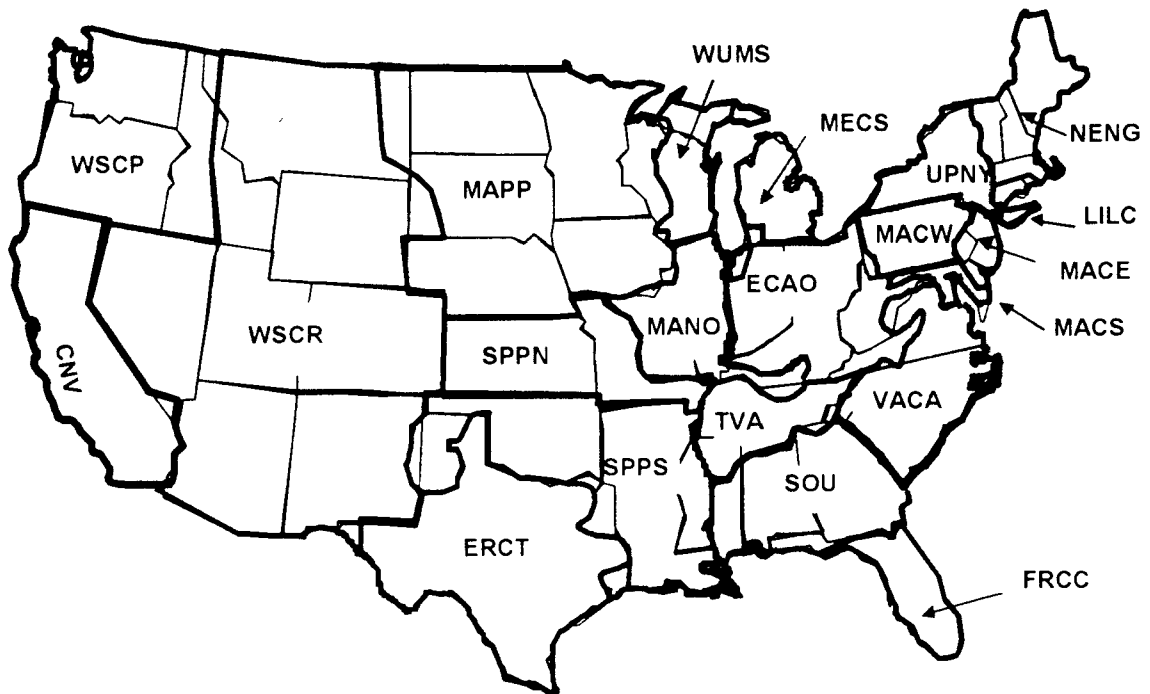 WUMS
MECS
NENG
WSCP
UPNY
MAPP
LILC
MACW
MACE
ECAO
MACS
WSCR
MANO
SPPN
CNV
VACA
TVA
SPPS
SOU
ERCT
FRCC